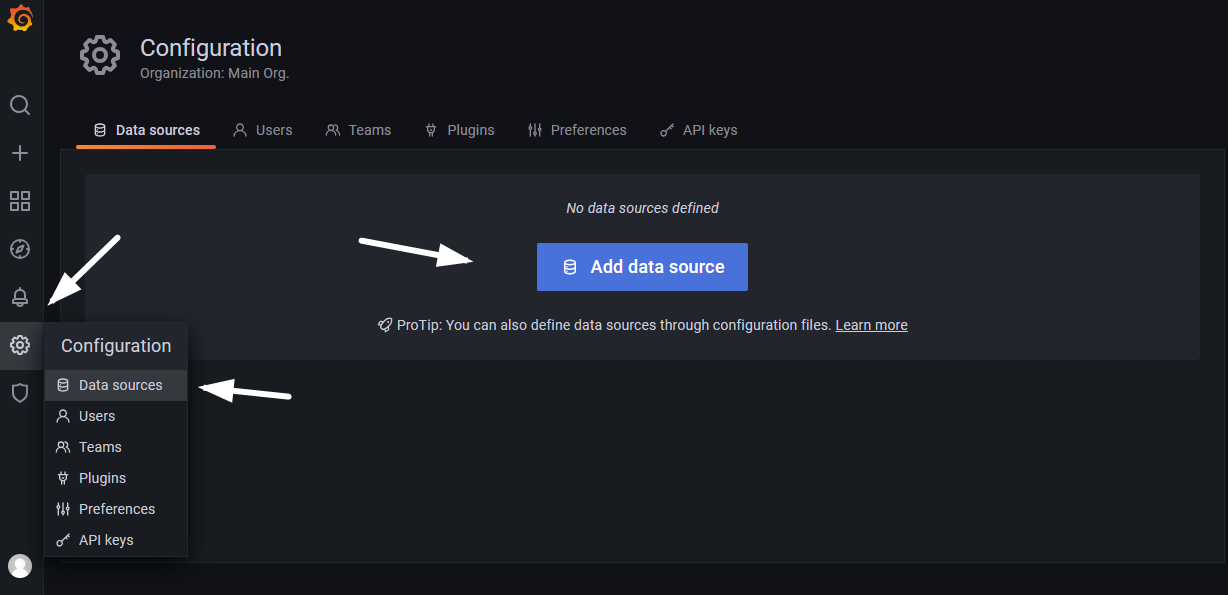 Configuration
Organization: Main Org.
Data sources
Users
Teams
Plugins
Preferences
API keys
No data sources defined
Add data source
ProTip: You can also define data sources through configuration files. Learn more
Configuration
Data sources
Users
Teams
Plugins
Preferences
API keys